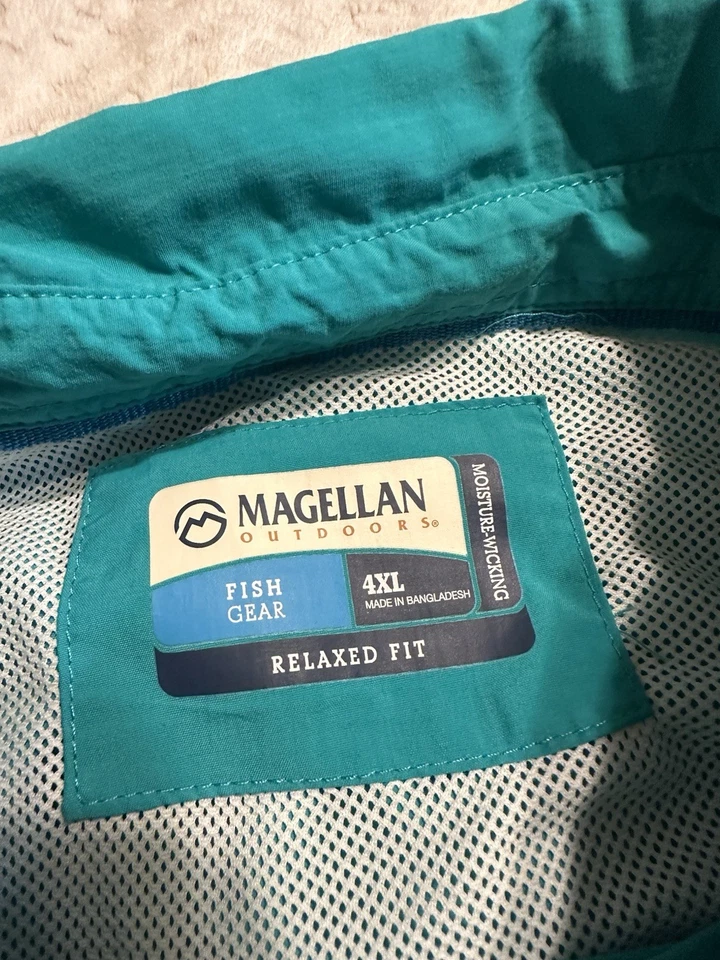 MAGELLAN
OUTDOORS®
MOISTURE-WICKING
FISH
GEAR
4XL
MADE IN BANGLADESH
RELAXED FIT